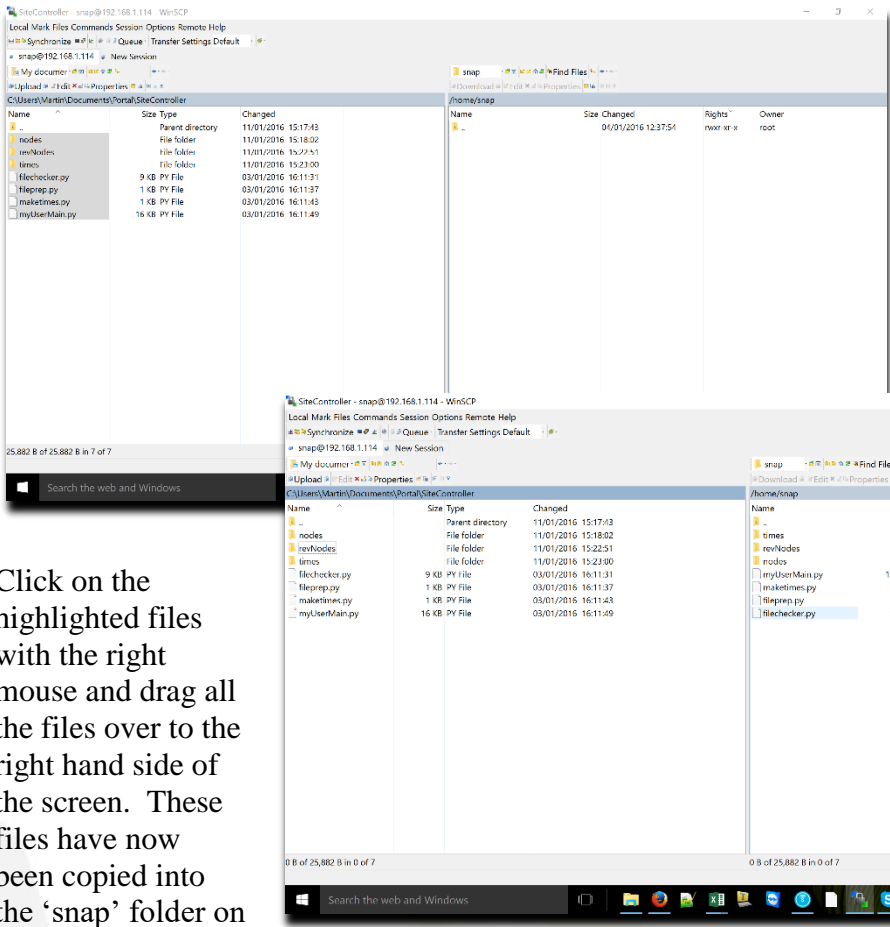 SiteController snap@192.168.1.114 WinSCP
Local Mark Files Commands Session Options Remote Help
Synchronize Queue Transfer Settings Default
snap@192.168.1.114 New Session
My documer
Upload Edit Properties
C:\Users\Martin\Documents\Portal\SiteController
Name Size Type Changed
.. Parent directory 11/01/2016 15:17:43
nodes File folder 11/01/2016 15:18:02
revNodes File folder 11/01/2016 15:22:51
times File folder 11/01/2016 15:23:00
filechecker.py 9 KB PY File 03/01/2016 16:11:31
fileprep.py 1 KB PY File 03/01/2016 16:11:37
maketimes.py 1 KB PY File 03/01/2016 16:11:43
myUserMain.py 16 KB PY File 03/01/2016 16:11:49
25,882 B of 25,882 B in 7 of 7
snap Find Files
Download Edit Properties
/home/snap
Name Size Changed Rights Owner
.. 04/01/2016 12:37:54 rwxr-xr-x root
Search the web and Windows
SiteController - snap@192.168.1.114 - WinSCP
Local Mark Files Commands Session Options Remote Help
Synchronize Queue Transfer Settings Default
snap@192.168.1.114 New Session
My documer
Upload Edit Properties
C:\Users\Martin\Documents\Portal\SiteController
Name Size Type Changed
.. Parent directory 11/01/2016 15:17:43
nodes File folder 11/01/2016 15:18:02
revNodes File folder 11/01/2016 15:22:51
times File folder 11/01/2016 15:23:00
filechecker.py 9 KB PY File 03/01/2016 16:11:31
fileprep.py 1 KB PY File 03/01/2016 16:11:37
maketimes.py 1 KB PY File 03/01/2016 16:11:43
myUserMain.py 16 KB PY File 03/01/2016 16:11:49
0 B of 25,882 B in 0 of 7
snap Find File
Download Edit Properties
/home/snap
Name
..
times
revNodes
nodes
myUserMain.py 1
maketimes.py
fileprep.py
filechecker.py
0 B of 25,882 B in 0 of 7
Search the web and Windows
Click on the
highlighted files
with the right
mouse and drag all
the files over to the
right hand side of
the screen. These
files have now
been copied into
the ‘snap’ folder on